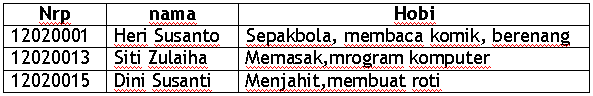 Nrp nama Hobi
12020001 Heri Susanto Sepakbola, membaca komik, berenang
12020013 Siti Zulaiha Memasak,mrogram komputer
12020015 Dini Susanti Menjahit,membuat roti